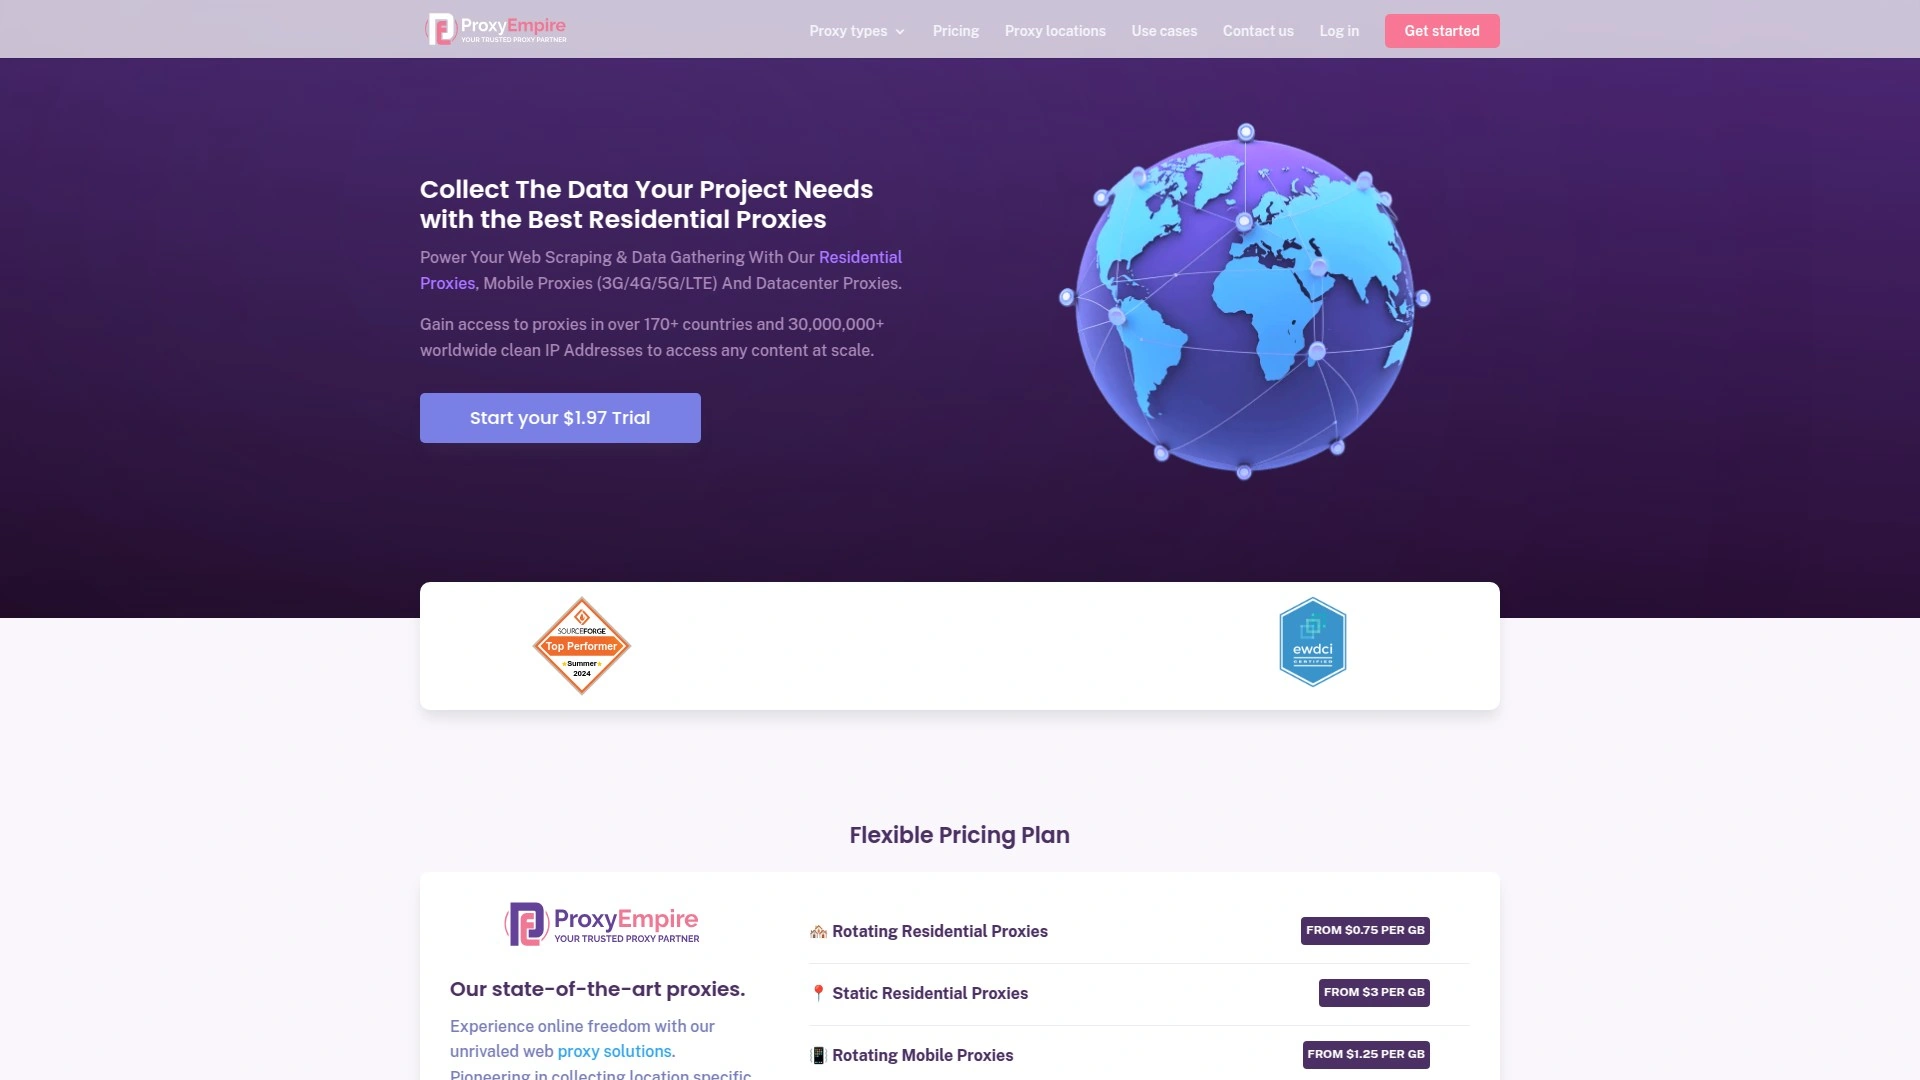 ProxyEmpire
YOUR TRUSTED PROXY PARTNER
Proxy types
Pricing
Proxy locations
Use cases
Contact us
Log in
Get started
Collect The Data Your Project Needs
with the Best Residential Proxies
Power Your Web Scraping & Data Gathering With Our Residential
Proxies, Mobile Proxies (3G/4G/5G/LTE) And Datacenter Proxies.
Gain access to proxies in over 170+ countries and 30,000,000+
worldwide clean IP Addresses to access any content at scale.
Start your $1.97 Trial
SOURCEFORGE
Top Performer
Summer
2024
ewdci
CERTIFIED
Flexible Pricing Plan
ProxyEmpire
YOUR TRUSTED PROXY PARTNER
Our state-of-the-art proxies.
Experience online freedom with our
unrivaled web proxy solutions.
Pioneering in collecting location specific
Rotating Residential Proxies
FROM $0.75 PER GB
Static Residential Proxies
FROM $3 PER GB
Rotating Mobile Proxies
FROM $1.25 PER GB